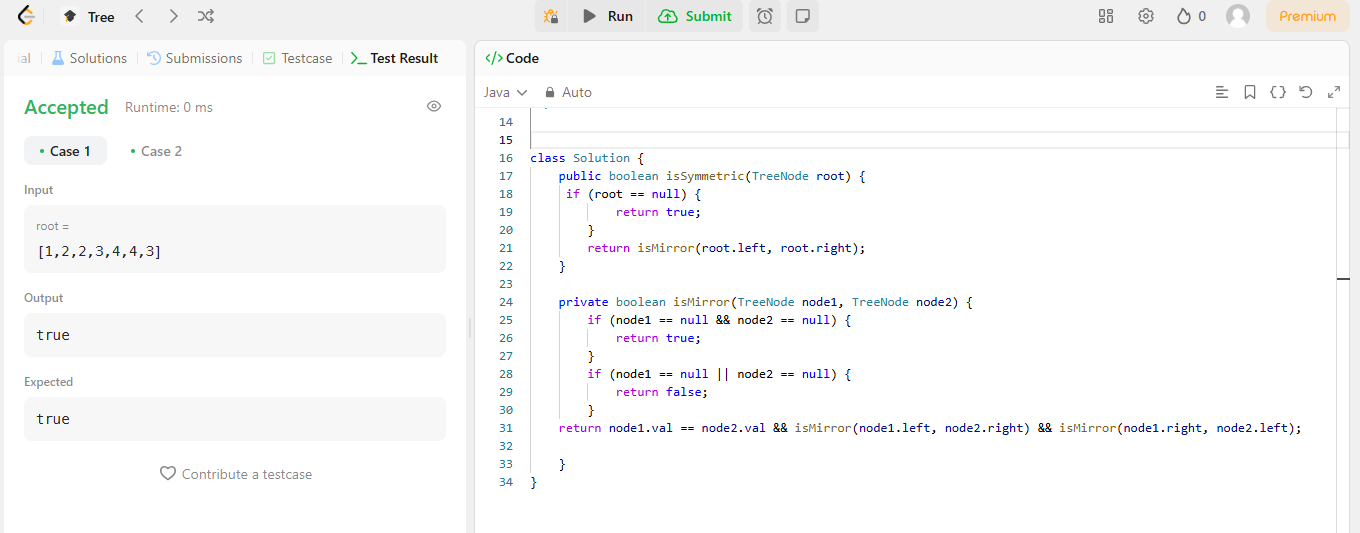 Tree
Run
Submit
0
Premium
al
Solutions
Submissions
Testcase
Test Result
Accepted
Runtime: 0 ms
Case 1
Case 2
Input
root =
[1,2,2,3,4,4,3]
Output
true
Expected
true
Contribute a testcase
</> Code
Java
Auto
14
15
16 class Solution {
17 public boolean isSymmetric(TreeNode root) {
18 if (root == null) {
19 return true;
20 }
21 return isMirror(root.left, root.right);
22 }
23
24 private boolean isMirror(TreeNode node1, TreeNode node2) {
25 if (node1 == null && node2 == null) {
26 return true;
27 }
28 if (node1 == null || node2 == null) {
29 return false;
30 }
31 return node1.val == node2.val && isMirror(node1.left, node2.right) && isMirror(node1.right, node2.left);
32
33 }
34 }